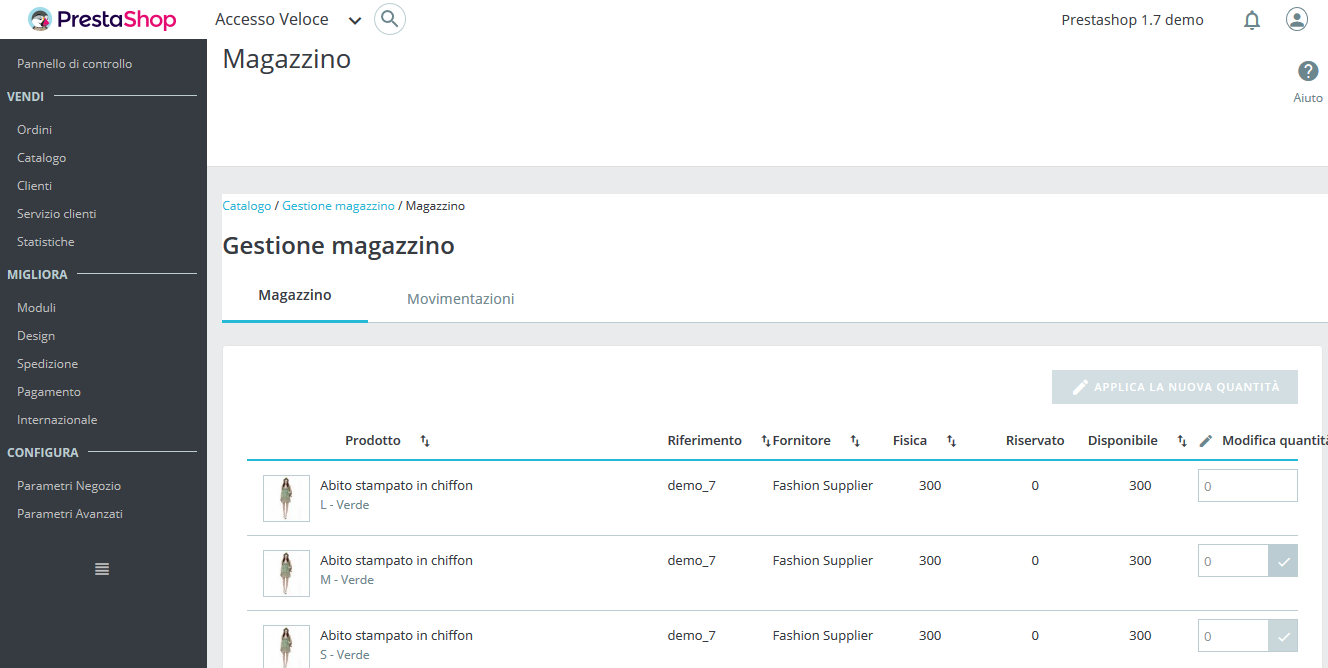 PrestaShop
Accesso Veloce
Prestashop 1.7 demo
Pannello di controllo
VENDI
Ordini
Catalogo
Clienti
Servizio clienti
Statistiche
MIGLIORA
Moduli
Design
Spedizione
Pagamento
Internazionale
CONFIGURA
Parametri Negozio
Parametri Avanzati
Magazzino
?
Aiuto
Catalogo / Gestione magazzino / Magazzino
Gestione magazzino
Magazzino Movimentazioni
APPLICA LA NUOVA QUANTITÀ
Prodotto Riferimento Fornitore Fisica Riservato Disponibile Modifica quantità
Abito stampato in chiffon demo_7 Fashion Supplier 300 0 300 0
L - Verde
Abito stampato in chiffon demo_7 Fashion Supplier 300 0 300 0
M - Verde
Abito stampato in chiffon demo_7 Fashion Supplier 300 0 300 0
S - Verde